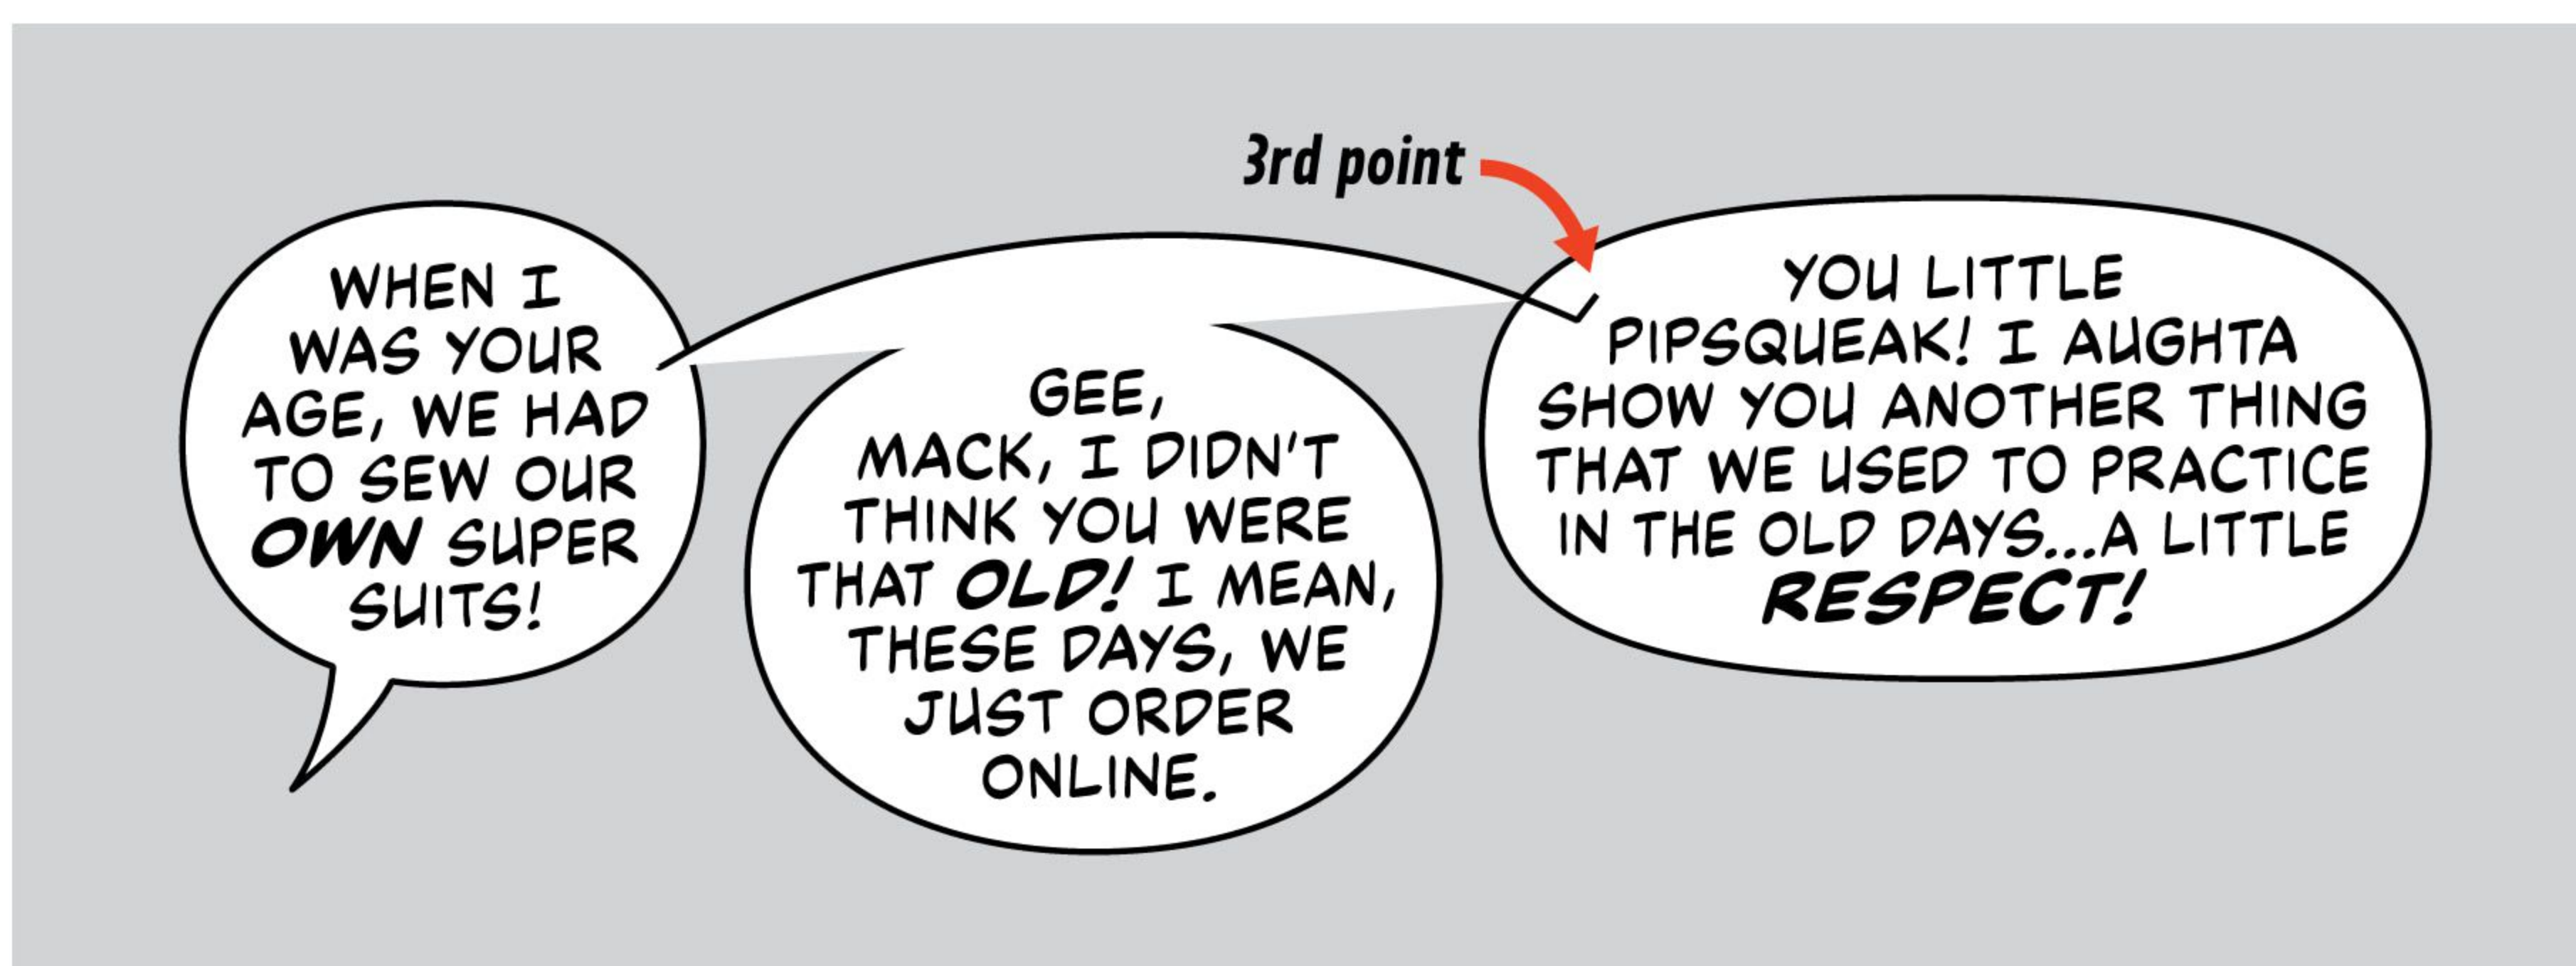 3rd point
WHEN I
WAS YOUR
AGE, WE HAD
TO SEW OUR
OWN SUPER
SUITS!
GEE,
MACK, I DIDN'T
THINK YOU WERE
THAT OLD! I MEAN,
THESE DAYS, WE
JUST ORDER
ONLINE.
YOU LITTLE
PIPSQUEAK! I AUGHTA
SHOW YOU ANOTHER THING
THAT WE USED TO PRACTICE
IN THE OLD DAYS...A LITTLE
RESPECT!